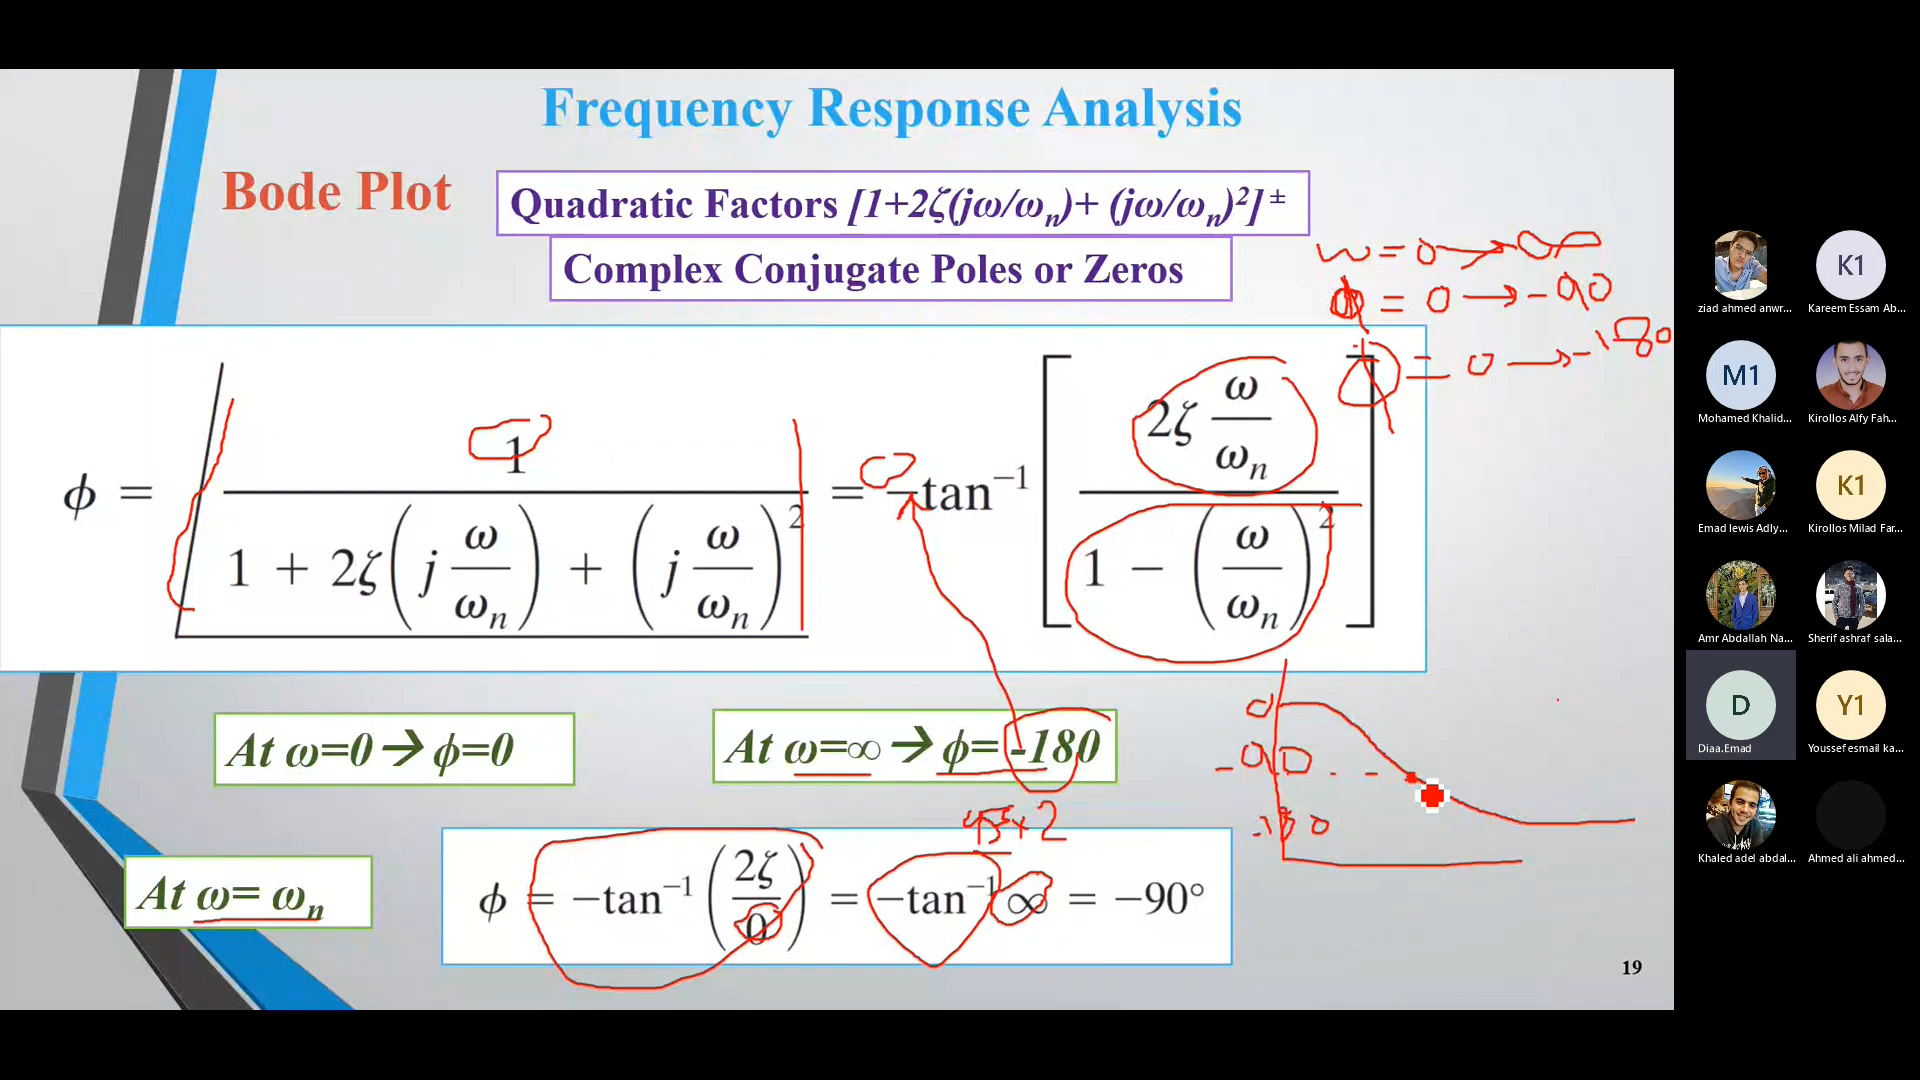 Frequency Response Analysis
Bode Plot
Quadratic Factors [1+2ζ(jω/ωn)+ (jω/ωn)²] ±
Complex Conjugate Poles or Zeros
w = 0 → ∞
ϕ = 0 → -90
ϕ = 0 → -180
ϕ = ∠ 1 / (1 + 2ζ(j ω/ωn) + (j ω/ωn)²) = -tan⁻¹ [ 2ζ ω/ωn / (1 - (ω/ωn)²) ]
At ω=0→ϕ=0
At ω=∞→ϕ= -180
45×2
At ω= ωn
ϕ = -tan⁻¹ (2ζ/0) = -tan⁻¹ ∞ = -90°
0
-90
-180
19
ziad ahmed anwr...
K1
Kareem Essam Ab...
M1
Mohamed Khalid...
Kirollos Alfy Fah...
Emad lewis Adly...
K1
Kirollos Milad Far...
Amr Abdallah Na...
Sherif ashraf sala...
D
Diaa.Emad
Y1
Youssef esmail ka...
Khaled adel abdal...
Ahmed ali ahmed...